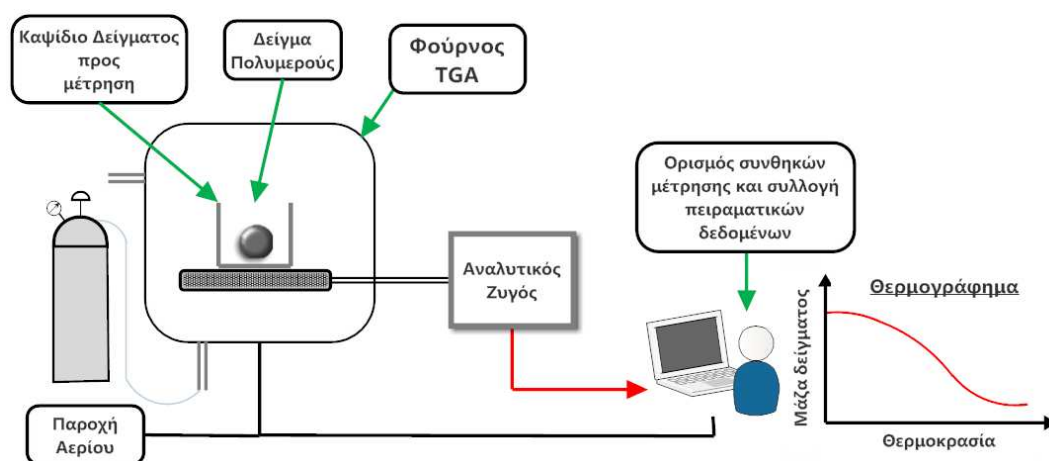 Καψίδιο Δείγματος
προς
μέτρηση
Δείγμα
Πολυμερούς
Φούρνος
TGA
Ορισμός συνθηκών
μέτρησης και συλλογή
πειραματικών
δεδομένων
Αναλυτικός
Ζυγός
Θερμογράφημα
Μάζα δείγματος
Θερμοκρασία
Παροχή
Αερίου